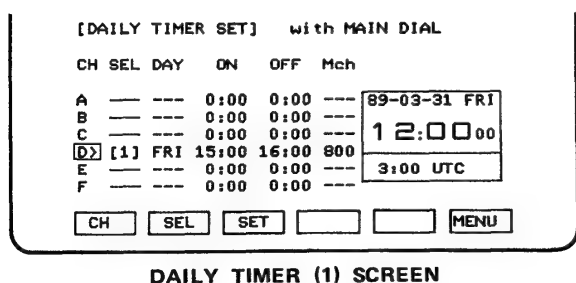 [DAILY TIMER SET] with MAIN DIAL
CH SEL DAY ON OFF Mch
A —— --- 0:00 0:00 ---
B —— --- 0:00 0:00 ---
C —— --- 0:00 0:00 ---
D> [1] FRI 15:00 16:00 800
E —— --- 0:00 0:00 ---
F —— --- 0:00 0:00 ---
89-03-31 FRI
12:00 00
3:00 UTC
CH SEL SET MENU
DAILY TIMER (1) SCREEN